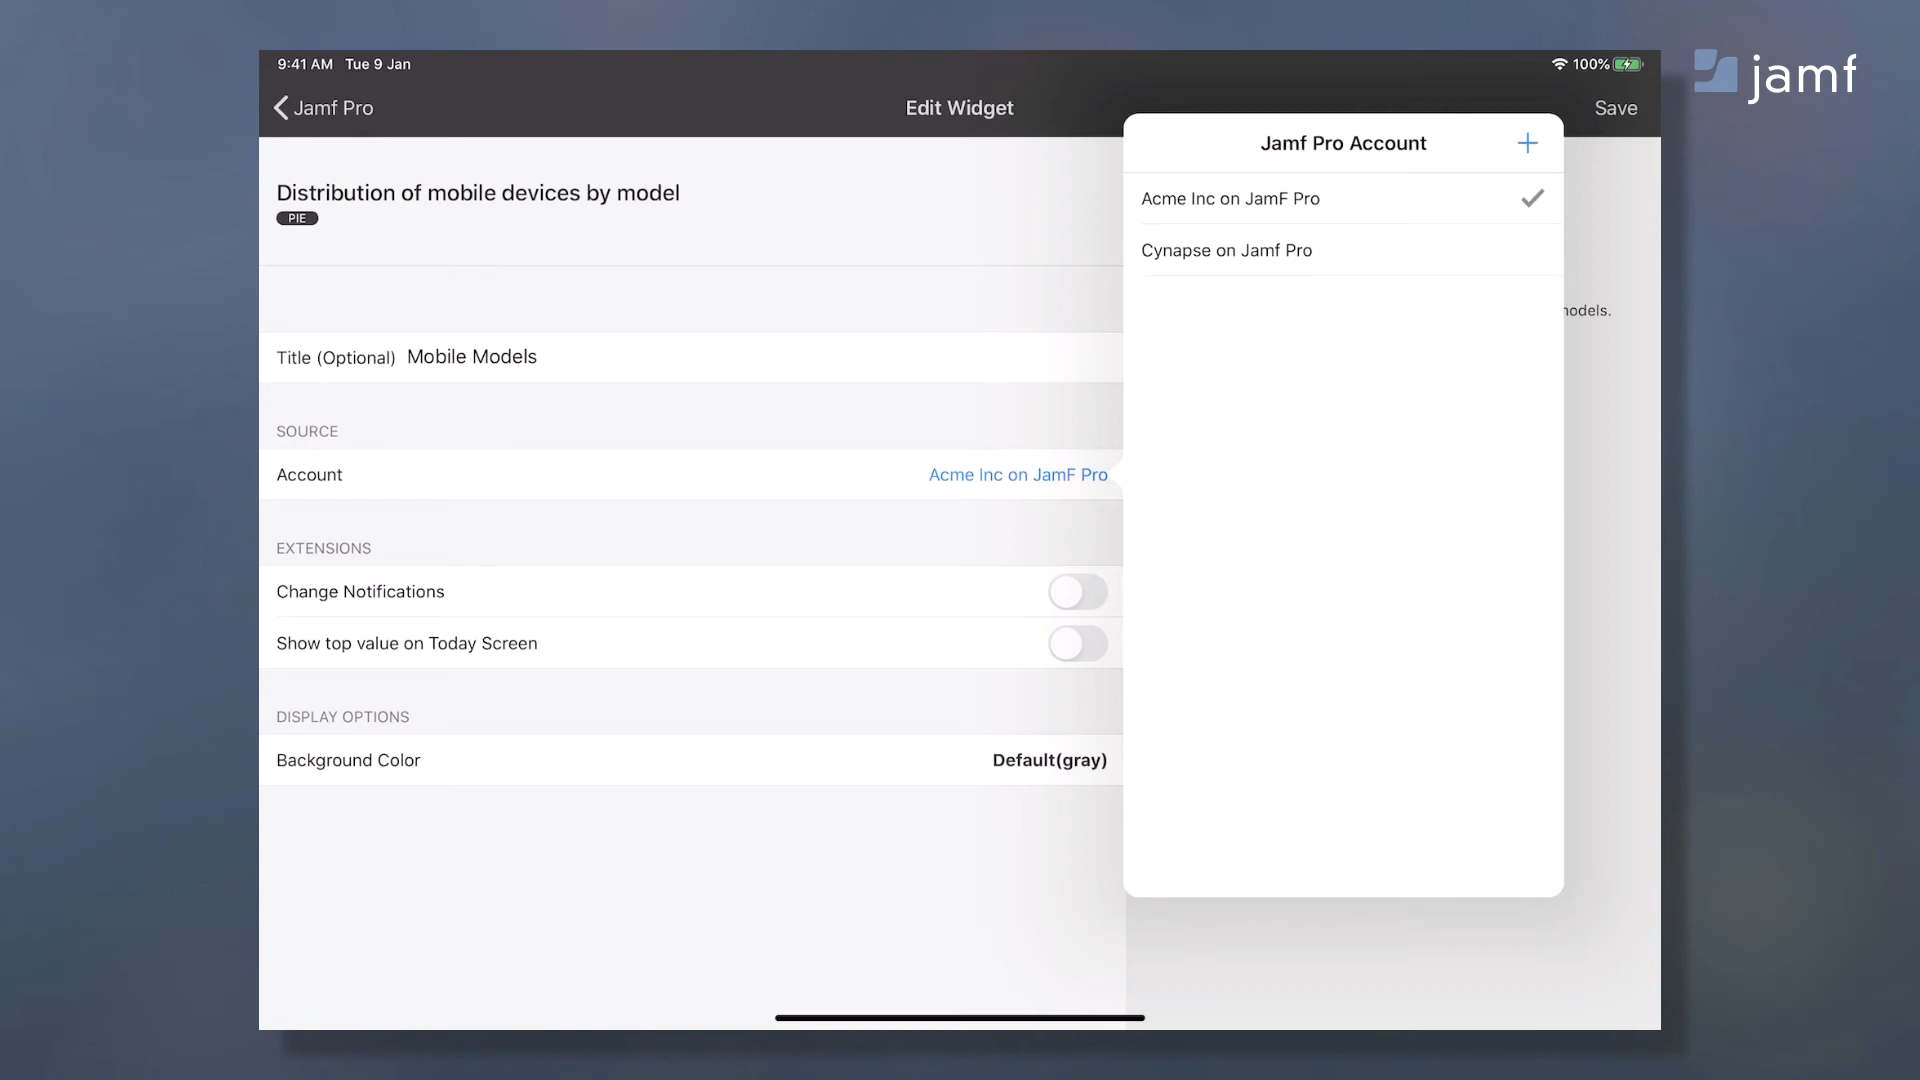 9:41 AM Tue 9 Jan
100%
jamf
Jamf Pro
Edit Widget
Save
Jamf Pro Account
Acme Inc on JamF Pro
Cynapse on Jamf Pro
Distribution of mobile devices by model
PIE
odels.
Title (Optional) Mobile Models
SOURCE
Account Acme Inc on JamF Pro
EXTENSIONS
Change Notifications
Show top value on Today Screen
DISPLAY OPTIONS
Background Color Default(gray)